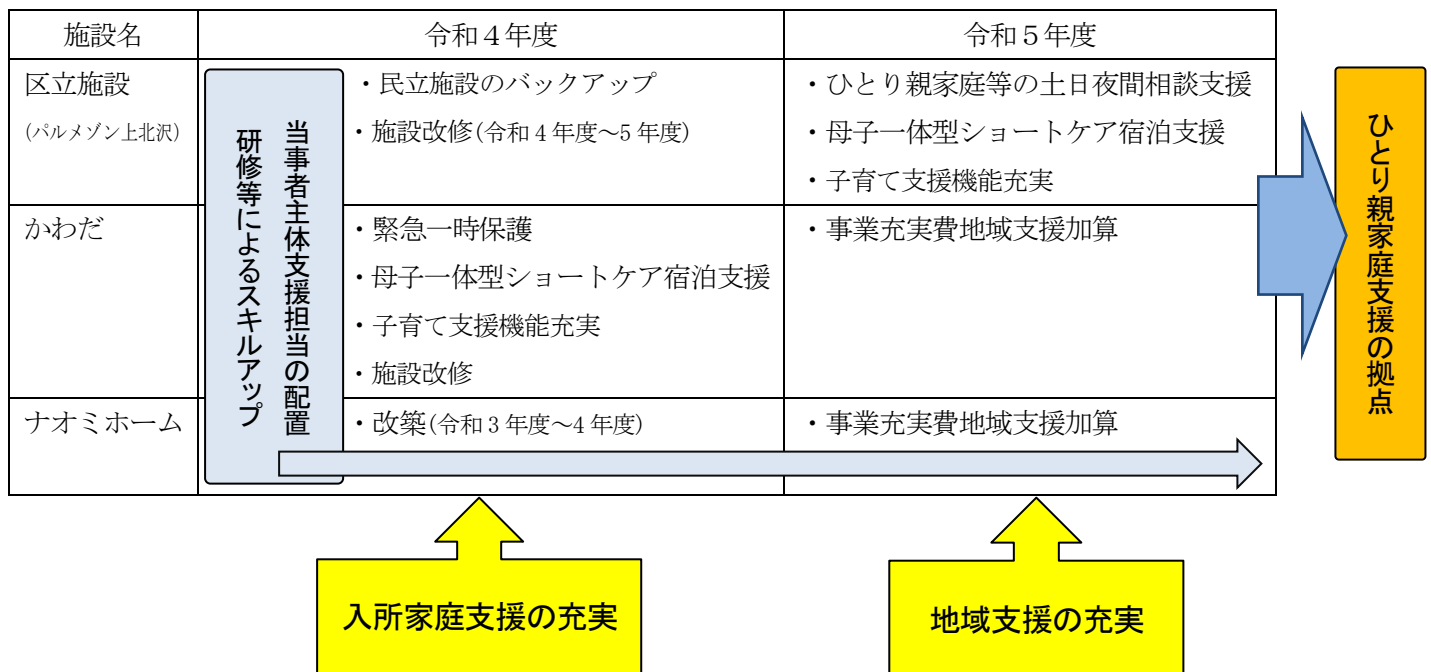 施設名
令和４年度
令和５年度
区立施設
(パルメゾン上北沢)
当事者主体支援担当の配置
研修等によるスキルアップ
・民立施設のバックアップ
・施設改修(令和4年度～5年度)
・ひとり親家庭等の土日夜間相談支援
・母子一体型ショートケア宿泊支援
・子育て支援機能充実
かわだ
・緊急一時保護
・母子一体型ショートケア宿泊支援
・子育て支援機能充実
・施設改修
・事業充実費地域支援加算
ナオミホーム
・改築(令和3年度～4年度)
・事業充実費地域支援加算
ひとり親家庭支援の拠点
入所家庭支援の充実
地域支援の充実